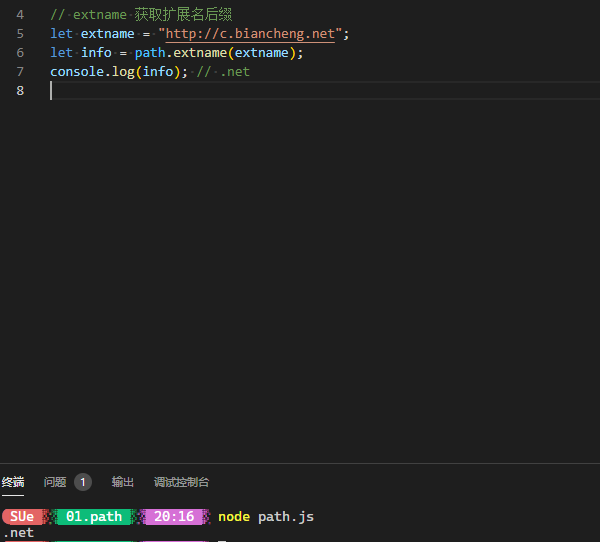 4 // extname 获取扩展名后缀
5 let extname = "http://c.biancheng.net";
6 let info = path.extname(extname);
7 console.log(info); // .net
8
终端 问题 1 输出 调试控制台
SUe 01.path 20:16 node path.js
.net